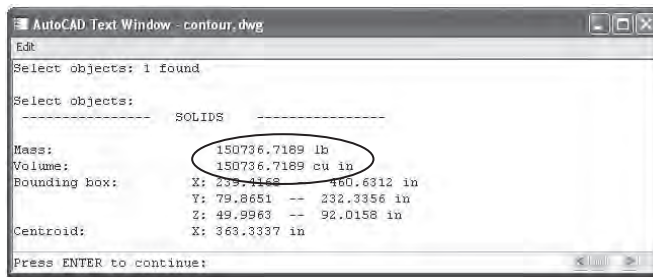 AutoCAD Text Window - contour.dwg
Edit
Select objects: 1 found
Select objects:
---------------- SOLIDS ----------------
Mass: 150736.7189 lb
Volume: 150736.7189 cu in
Bounding box: X: 239.4168 -- 460.6312 in
Y: 79.8651 -- 232.3356 in
Z: 49.9963 -- 92.0158 in
Centroid: X: 363.3337 in
Press ENTER to continue: